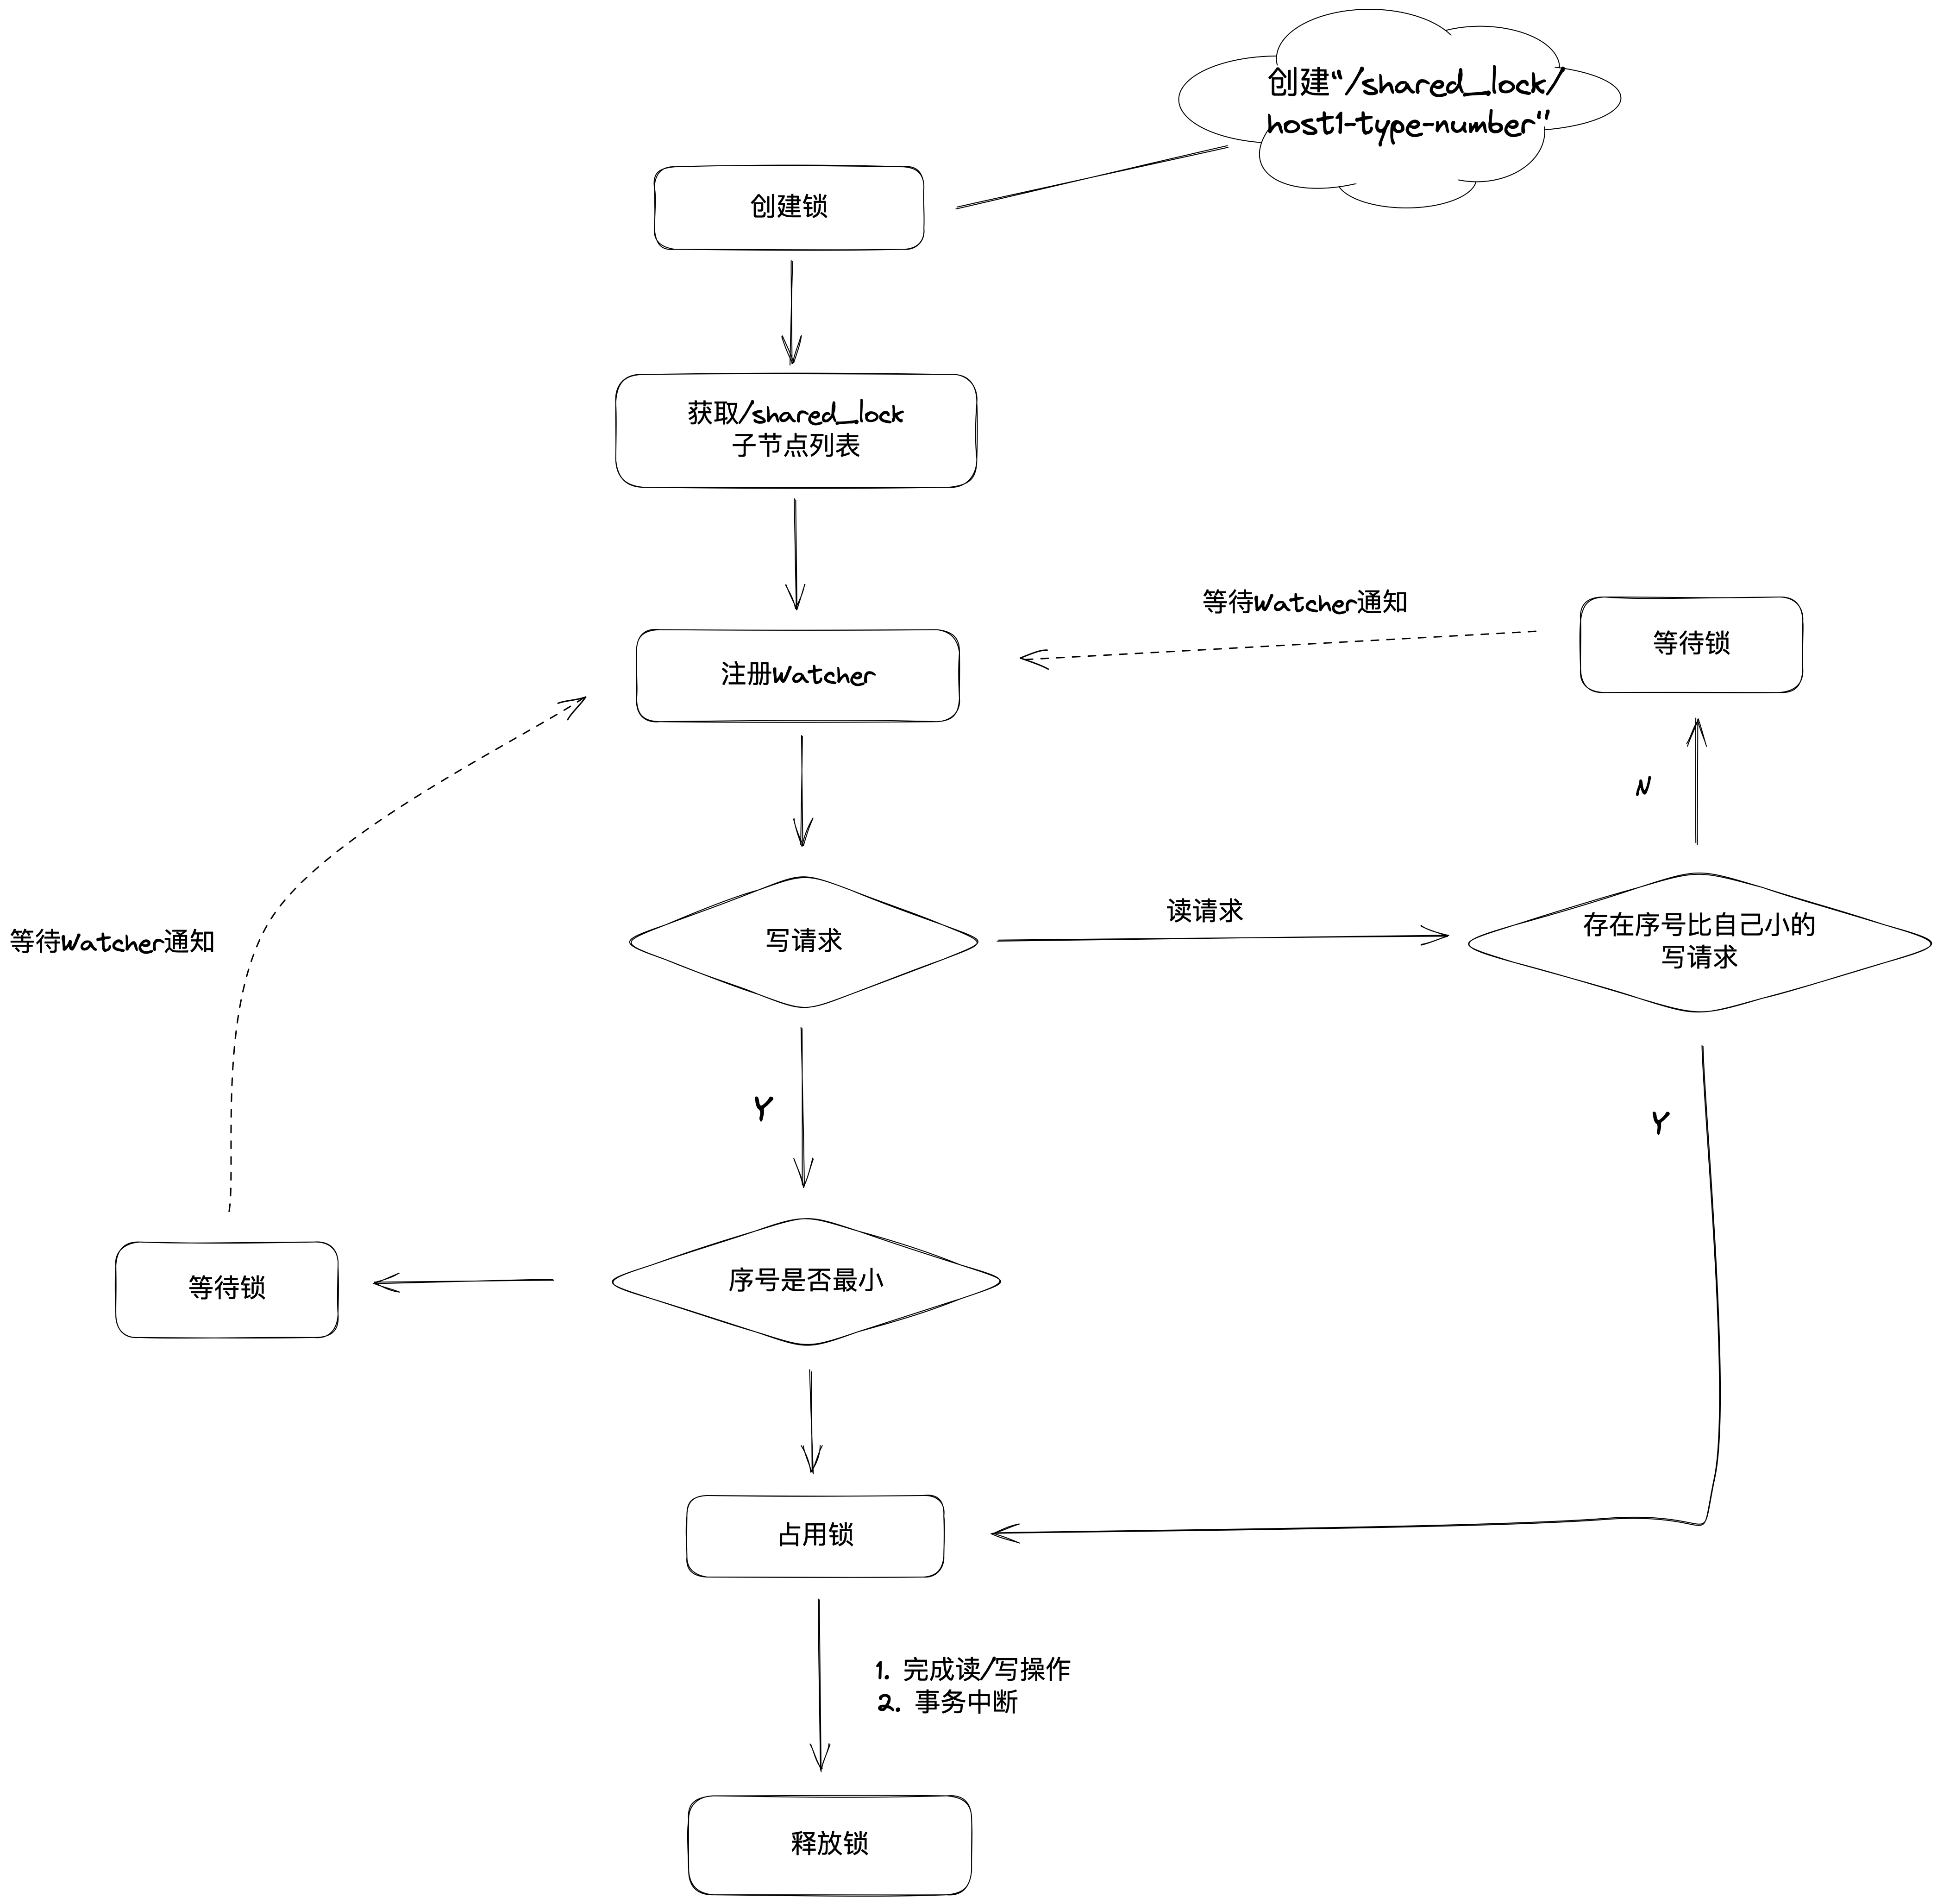 创建“/shared_lock/
host1-type-number"
创建锁
获取/shared_lock
子节点列表
等待Watcher通知
等待锁
注册Watcher
N
读请求
存在序号比自己小的
写请求
写请求
等待Watcher通知
Y
Y
序号是否最小
等待锁
占用锁
1. 完成读/写操作
2. 事务中断
释放锁